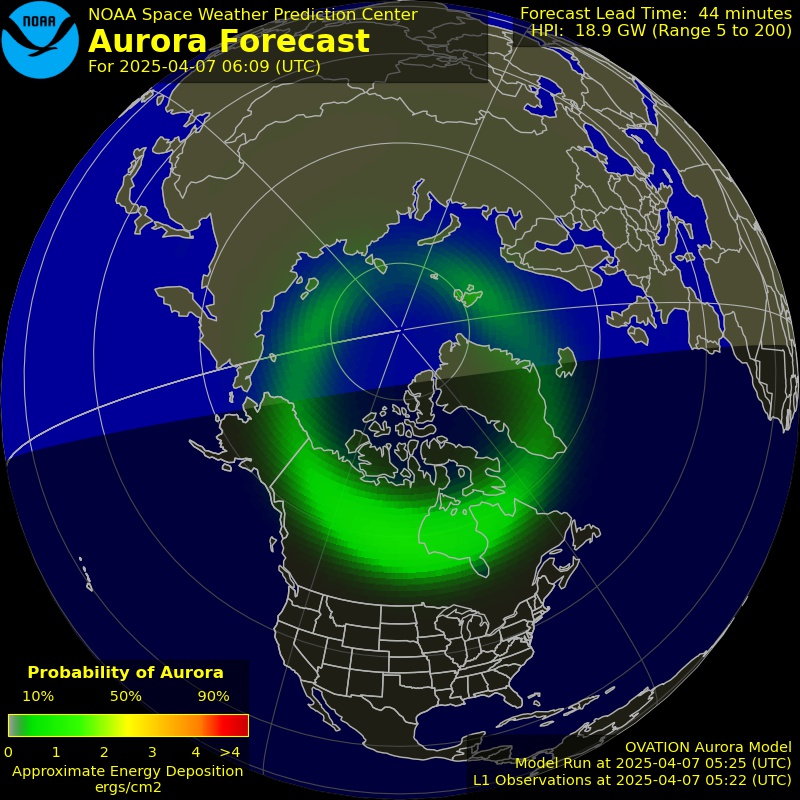 NOAA
NOAA Space Weather Prediction Center
Aurora Forecast
For 2025-04-07 06:09 (UTC)
Forecast Lead Time: 44 minutes
HPI: 18.9 GW (Range 5 to 200)
Probability of Aurora
10% 50% 90%
0 1 2 3 4 >4
Approximate Energy Deposition
ergs/cm2
OVATION Aurora Model
Model Run at 2025-04-07 05:25 (UTC)
L1 Observations at 2025-04-07 05:22 (UTC)